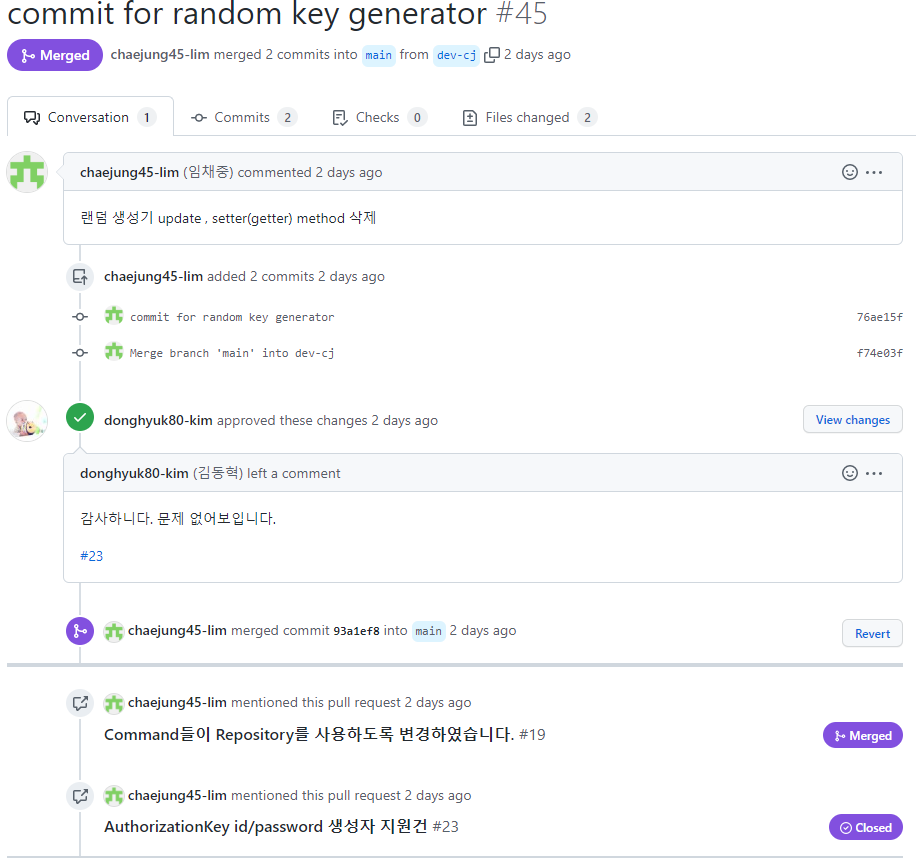 commit for random key generator #45
Merged chaejung45-lim merged 2 commits into main from dev-cj 2 days ago
Conversation 1 Commits 2 Checks 0 Files changed 2
chaejung45-lim (임채중) commented 2 days ago
랜덤 생성기 update , setter(getter) method 삭제
chaejung45-lim added 2 commits 2 days ago
commit for random key generator 76ae15f
Merge branch 'main' into dev-cj f74e03f
donghyuk80-kim approved these changes 2 days ago View changes
donghyuk80-kim (김동혁) left a comment
감사하니다. 문제 없어보입니다.
#23
chaejung45-lim merged commit 93a1ef8 into main 2 days ago Revert
chaejung45-lim mentioned this pull request 2 days ago
Command들이 Repository를 사용하도록 변경하였습니다. #19 Merged
chaejung45-lim mentioned this pull request 2 days ago
AuthorizationKey id/password 생성자 지원건 #23 Closed